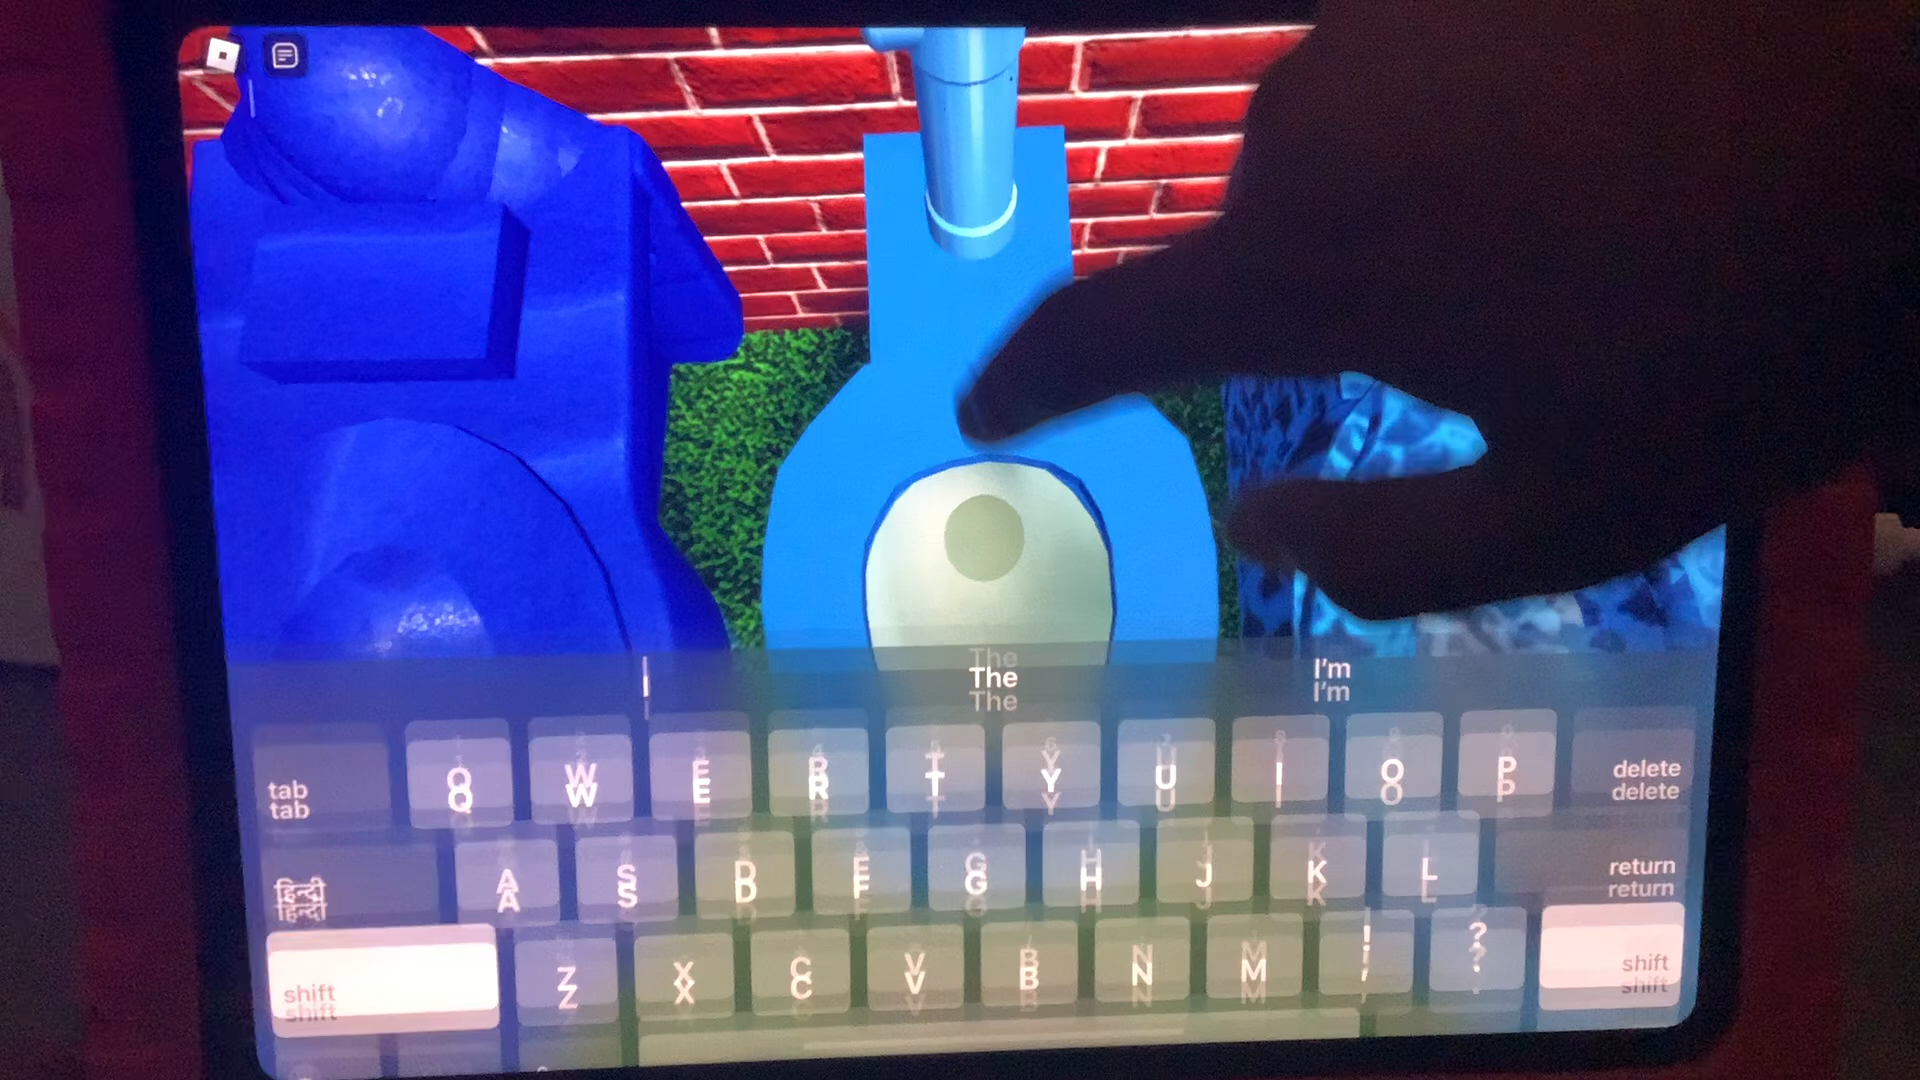 I The I'm
tab Q W E R T Y U I O P delete
हिन्दी A S D F G H J K L return
shift Z X C V B N M ! ? shift